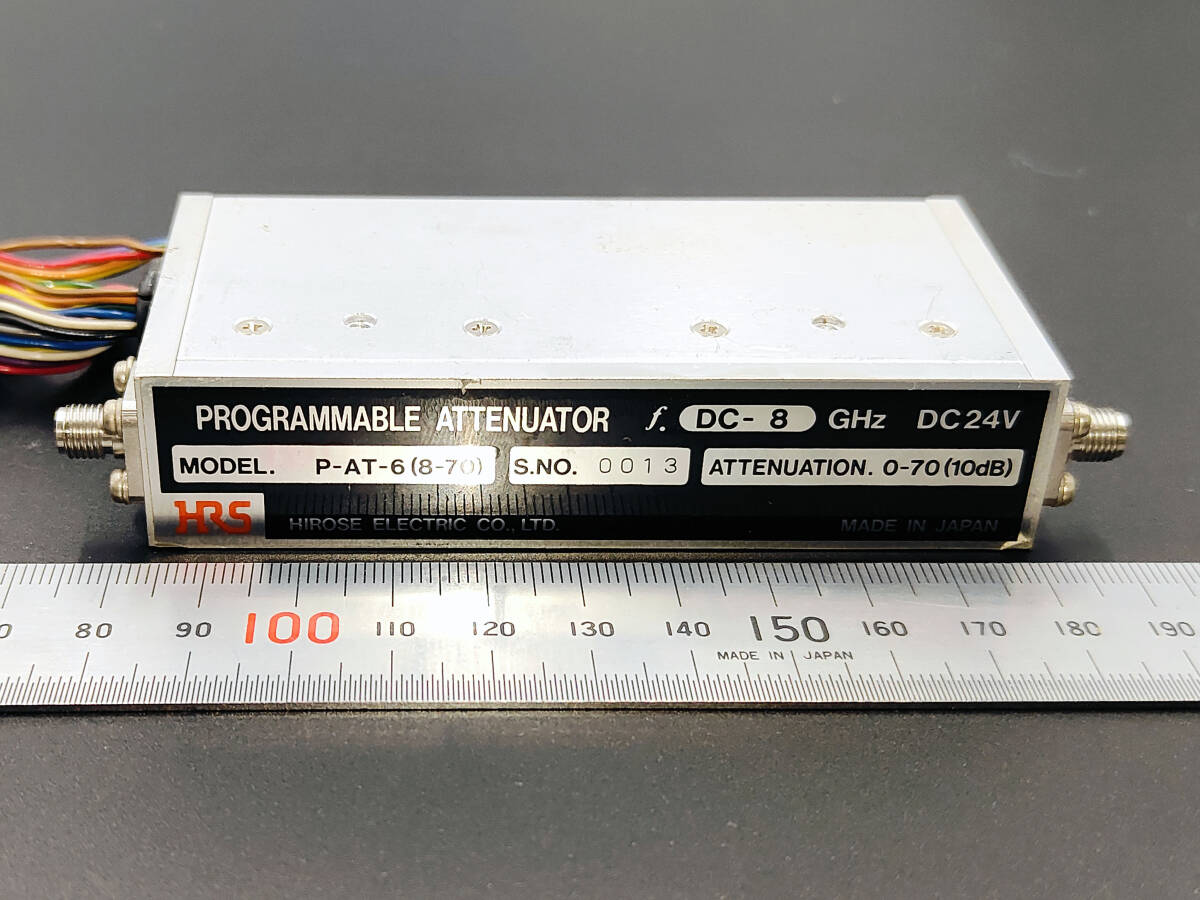 PROGRAMMABLE ATTENUATOR f. DC- 8 GHz DC24V
MODEL. P-AT-6(8-70) S.NO. 0013 ATTENUATION. 0-70(10dB)
HRS HIROSE ELECTRIC CO., LTD. MADE IN JAPAN
0 80 90 100 110 120 130 140 150 160 170 180 190
MADE IN JAPAN